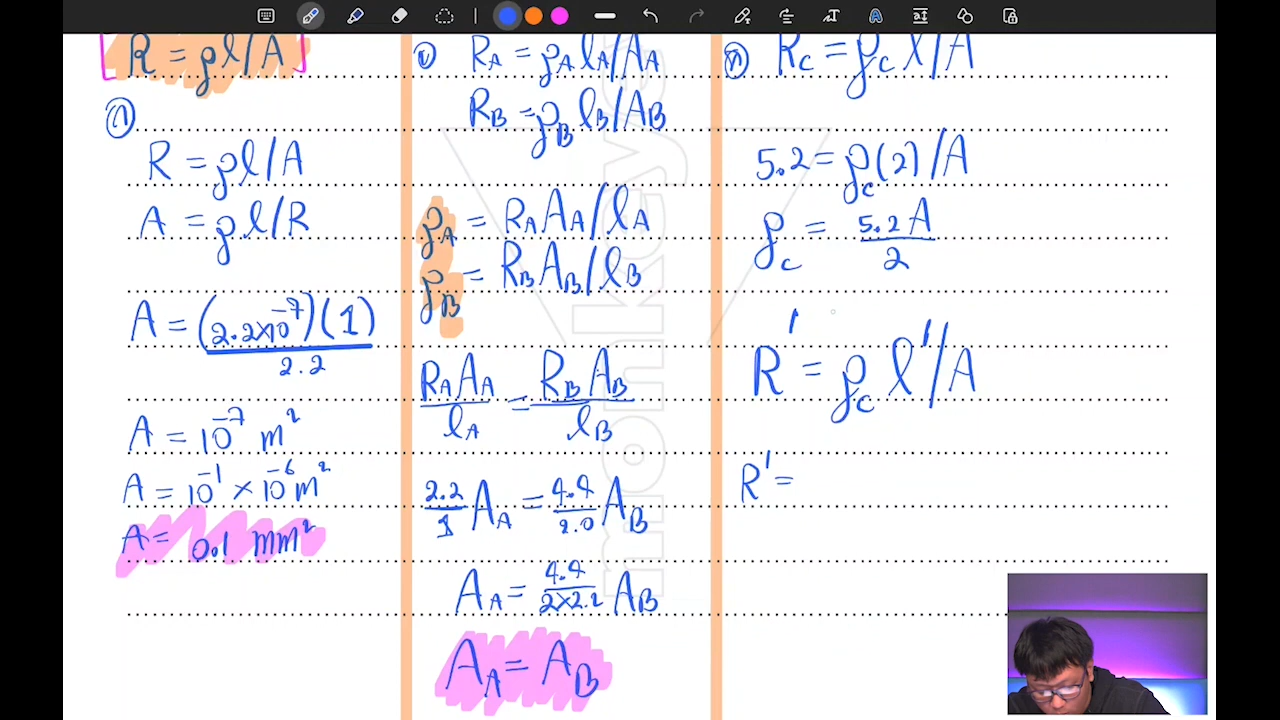 R = ρl/A
ก
R = ρl/A
A = ρl/R
A = (2.2×10⁻⁷)(1)
2.2
A = 10⁻⁷ m²
A = 10⁻¹ × 10⁻⁶ m²
A = 0.1 mm²
R_A = ρ_A l_A/A_A
R_B = ρ_B l_B/A_B
ρ_A = R_A A_A/l_A
ρ_B = R_B A_B/l_B
R_A A_A = R_B A_B
l_A l_B
2.2 A_A = 4.4 A_B
1 2.0
A_A = 4.4 A_B
2×2.2
A_A = A_B
R_C = ρ_C l/A
5.2 = ρ_C(2)/A
ρ_C = 5.2 A
2
R' = ρ_C l'/A
R' =
monkeys